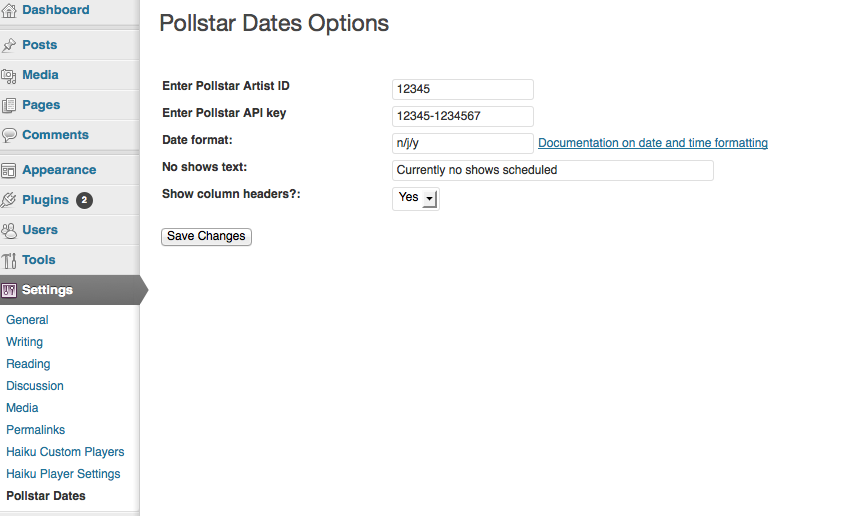 Dashboard
Posts
Media
Pages
Comments
Appearance
Plugins 2
Users
Tools
Settings
General
Writing
Reading
Discussion
Media
Permalinks
Haiku Custom Players
Haiku Player Settings
Pollstar Dates
Pollstar Dates Options
Enter Pollstar Artist ID 12345
Enter Pollstar API key 12345-1234567
Date format: n/j/y Documentation on date and time formatting
No shows text: Currently no shows scheduled
Show column headers?: Yes
Save Changes